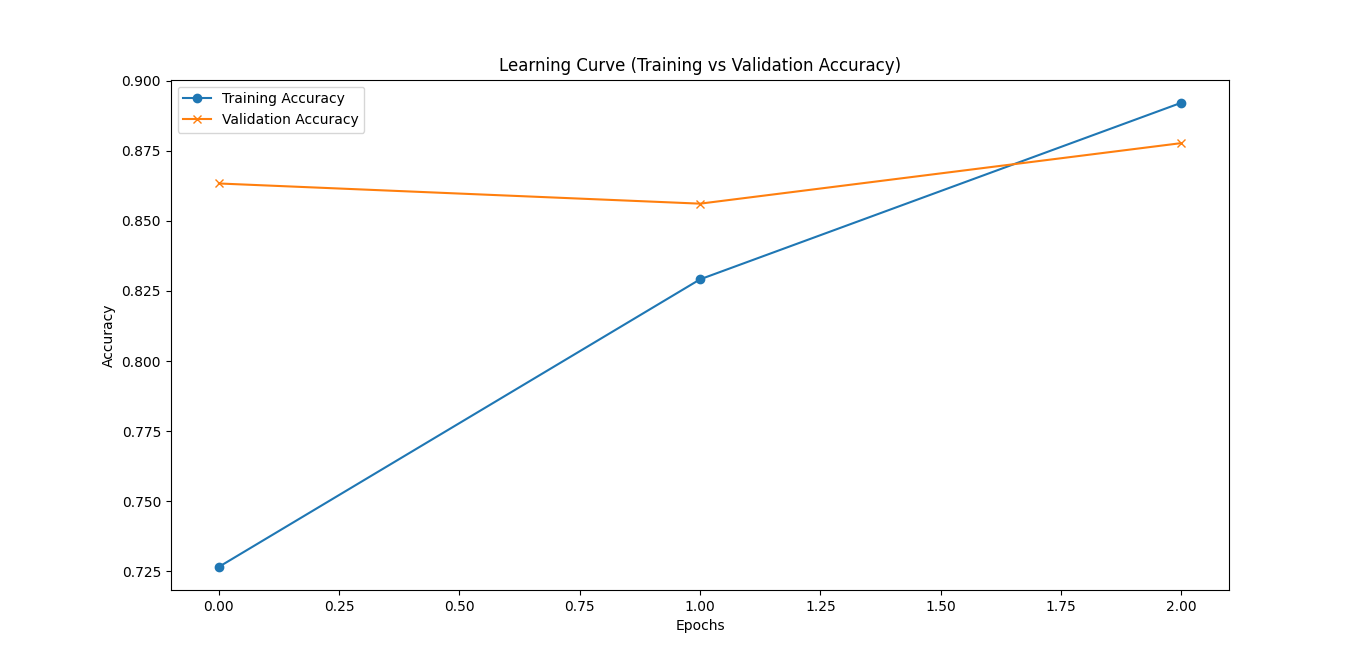 Learning Curve (Training vs Validation Accuracy)
Training Accuracy
Validation Accuracy
0.900
0.875
0.850
0.825
0.800
0.775
0.750
0.725
Accuracy
0.00 0.25 0.50 0.75 1.00 1.25 1.50 1.75 2.00
Epochs